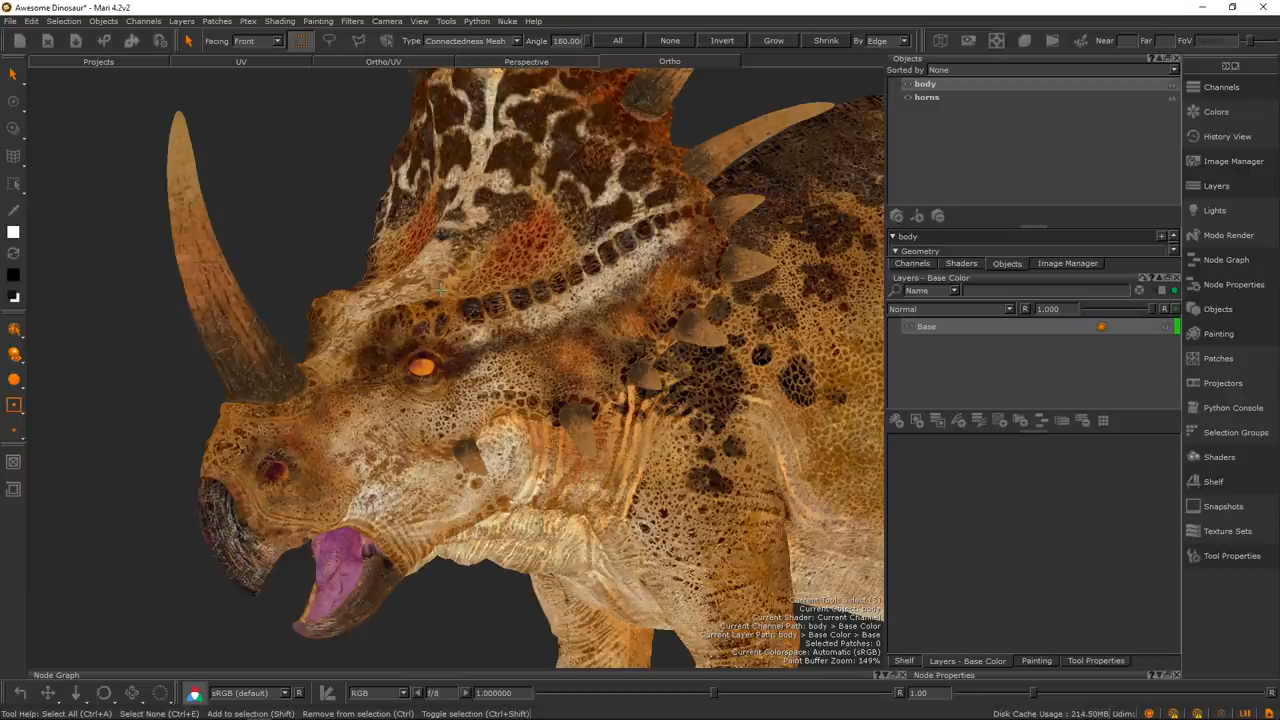 Awesome Dinosaur* - Mari 4.2v2
File Edit Selection Objects Channels Layers Patches Ptex Shading Painting Filters Camera View Tools Python Nuke Help
Facing Front Type Connectedness Mesh Angle 180.00 All None Invert Grow Shrink By Edge Near Far FoV
Projects UV Ortho/UV Perspective Ortho
Objects
Sorted by None
body
horns
body
Geometry
Channels Shaders Objects Image Manager
Layers - Base Color
Name
Normal R 1.000 R
Base
Channels
Colors
History View
Image Manager
Layers
Lights
Modo Render
Node Graph
Node Properties
Objects
Painting
Patches
Projectors
Python Console
Selection Groups
Shaders
Shelf
Snapshots
Texture Sets
Tool Properties
Current Tool: Select (S)
Current Object: body
Current Shader: Current Channel
Current Channel Path: body > Base Color
Current Layer Path: body > Base Color > Base
Selected Patches: 0
Current Colorspace: Automatic (sRGB)
Paint Buffer Zoom: 149%
Shelf Layers - Base Color Painting Tool Properties
Node Graph Node Properties
sRGB (default) R RGB f/8 1.000000 R 1.00 R
Tool Help: Select All (Ctrl+A) Select None (Ctrl+E) Add to selection (Shift) Remove from selection (Ctrl) Toggle selection (Ctrl+Shift) Disk Cache Usage : 214.50MB Udim: